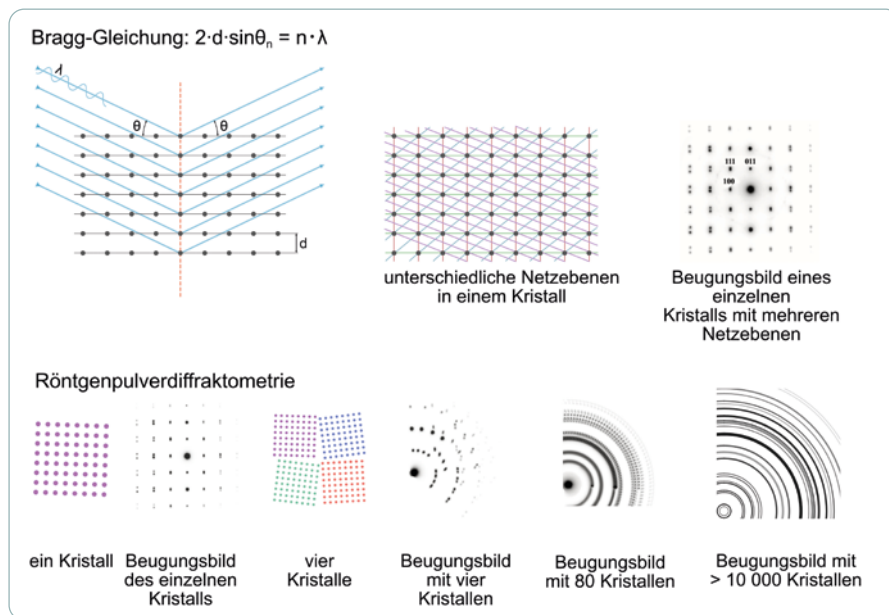 Bragg-Gleichung: 2·d·sinθₙ = n·λ
λ
θ
θ
d
unterschiedliche Netzebenen
in einem Kristall
111
011
100
Beugungsbild eines
einzelnen
Kristalls mit mehreren
Netzebenen
Röntgenpulverdiffraktometrie
ein Kristall
Beugungsbild
des einzelnen
Kristalls
vier
Kristalle
Beugungsbild
mit vier
Kristallen
Beugungsbild
mit 80 Kristallen
Beugungsbild mit
> 10 000 Kristallen